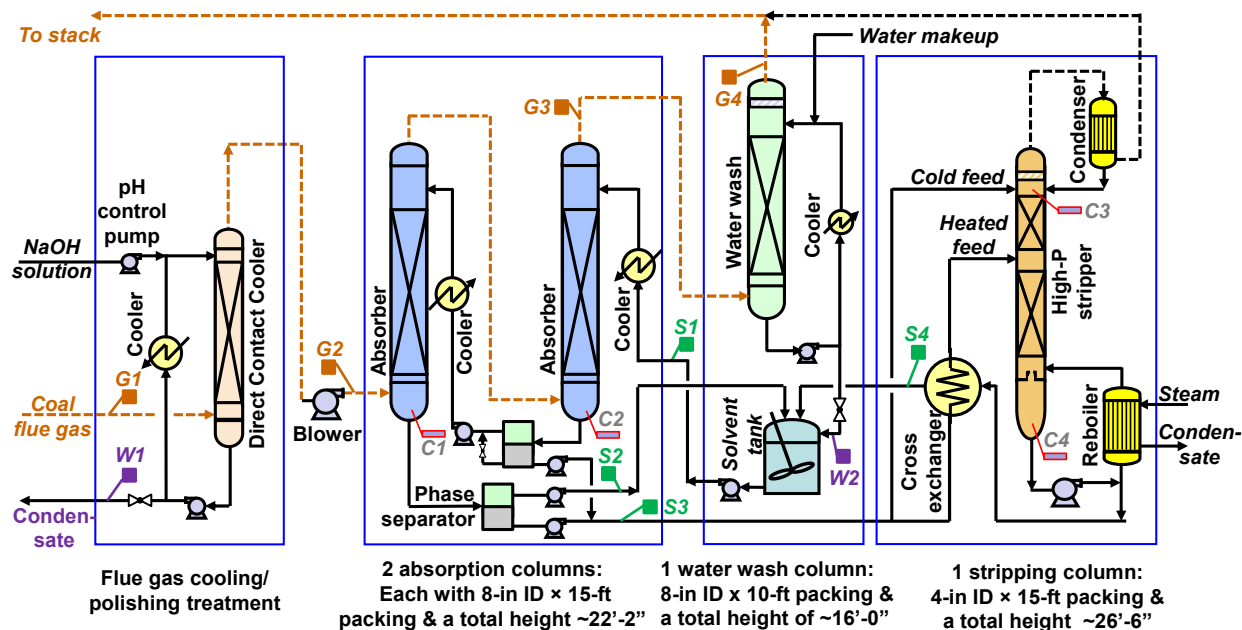 To stack
Water makeup
G3
G4
Condenser
pH
control
pump
NaOH
solution
Cooler
Direct Contact Cooler
G1
Coal
flue gas
G2
Blower
W1
Conden-
sate
Absorber
Cooler
Absorber
Cooler
C1
C2
Phase
separator
S1
S2
S3
Water wash
Cooler
Solvent
tank
W2
S4
Cold feed
Heated
feed
C3
High-P
stripper
C4
Cross
exchanger
Reboiler
Steam
Conden-
sate
Flue gas cooling/
polishing treatment
2 absorption columns:
Each with 8-in ID × 15-ft
packing & a total height ~22'-2”
1 water wash column:
8-in ID x 10-ft packing &
a total height of ~16’-0”
1 stripping column:
4-in ID × 15-ft packing &
a total height ~26’-6”